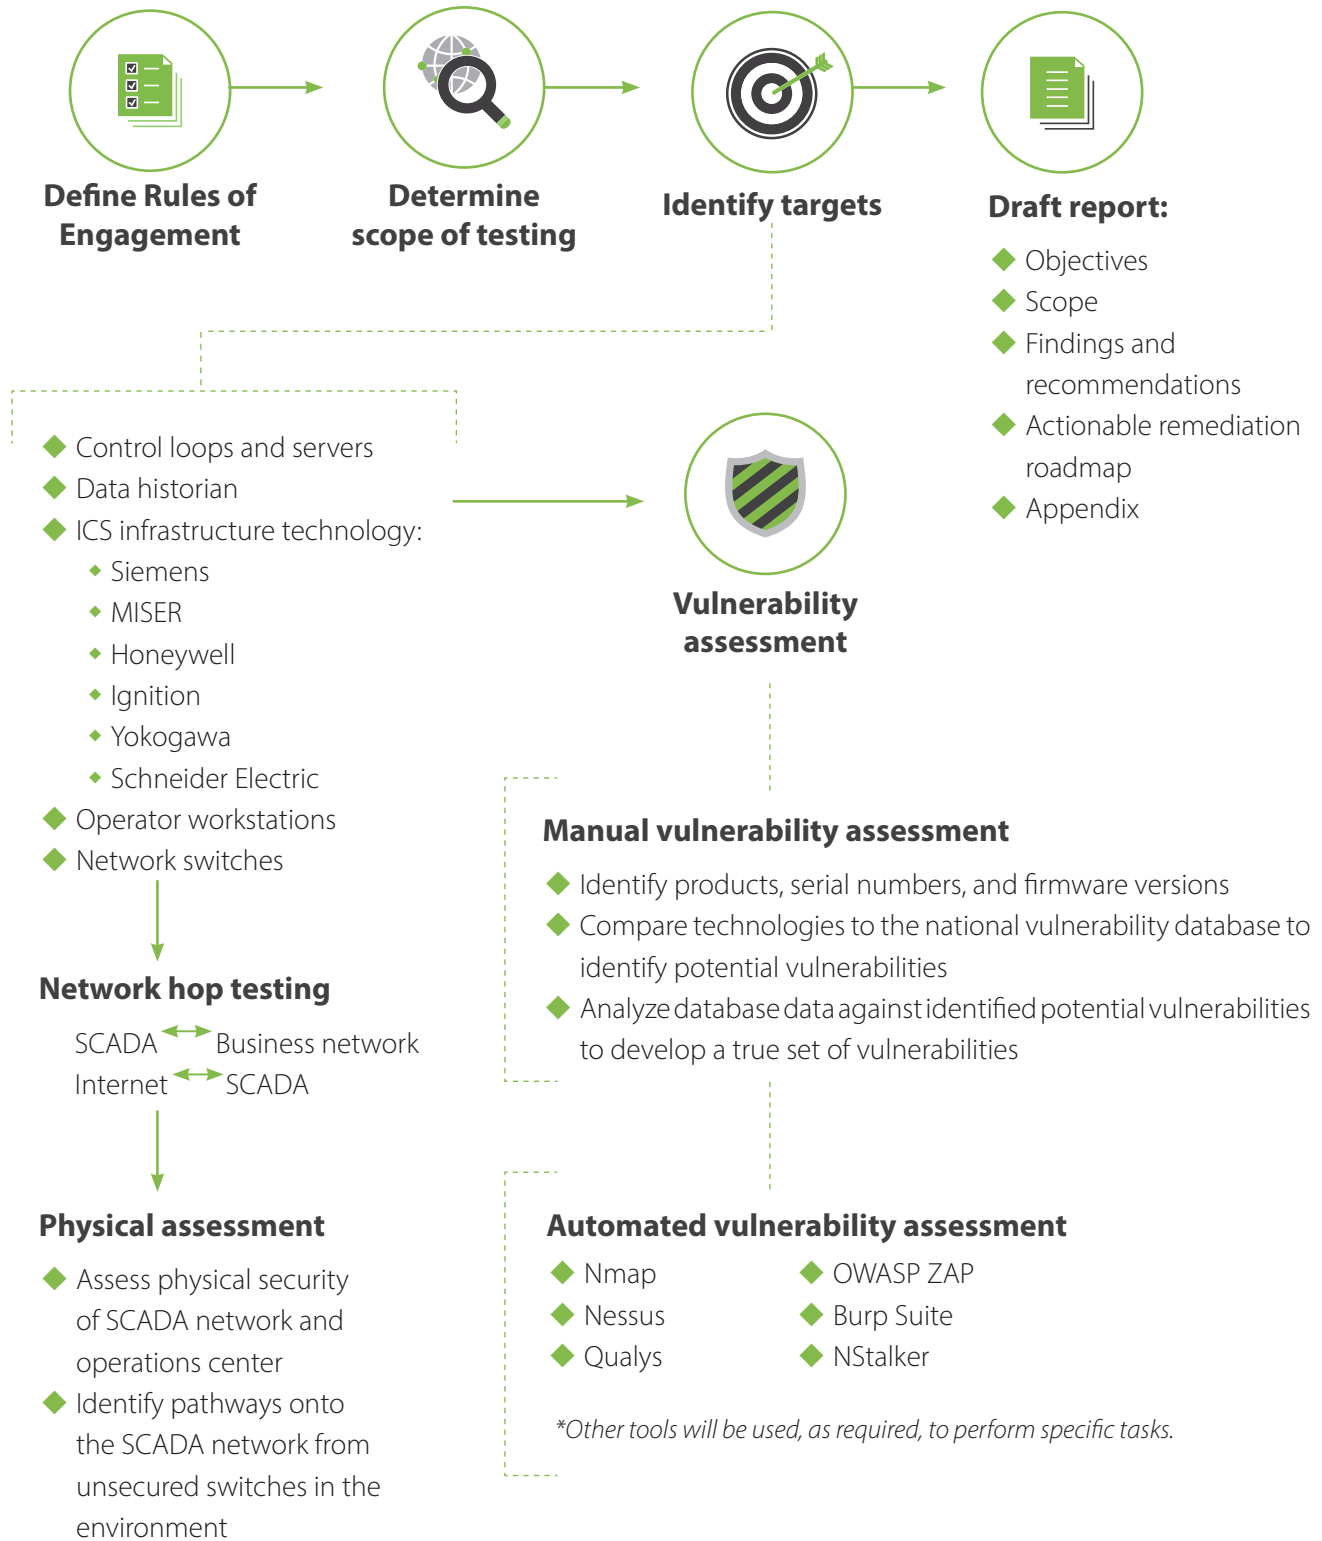 Define Rules of
Engagement
Determine
scope of testing
Identify targets
Draft report:
Objectives
Scope
Findings and
recommendations
Actionable remediation
roadmap
Appendix
Control loops and servers
Data historian
ICS infrastructure technology:
Siemens
MISER
Honeywell
Ignition
Yokogawa
Schneider Electric
Operator workstations
Network switches
Vulnerability
assessment
Network hop testing
SCADA Business network
Internet SCADA
Physical assessment
Assess physical security
of SCADA network and
operations center
Identify pathways onto
the SCADA network from
unsecured switches in the
environment
Manual vulnerability assessment
Identify products, serial numbers, and firmware versions
Compare technologies to the national vulnerability database to
identify potential vulnerabilities
Analyze database data against identified potential vulnerabilities
to develop a true set of vulnerabilities
Automated vulnerability assessment
Nmap
Nessus
Qualys
OWASP ZAP
Burp Suite
NStalker
*Other tools will be used, as required, to perform specific tasks.